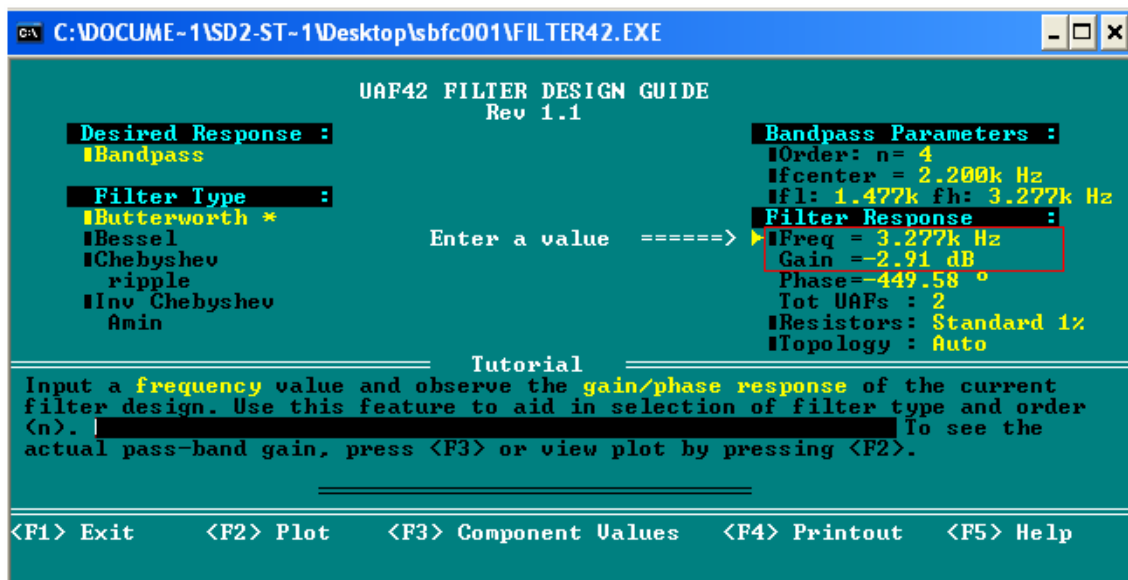 C:\DOCUME~1\SD2-ST~1\Desktop\sbfc001\FILTER42.EXE
UAF42 FILTER DESIGN GUIDE
Rev 1.1
Desired Response :
Bandpass
Filter Type :
Butterworth *
Bessel
Chebyshev
ripple
Inv Chebyshev
Amin
Enter a value ======>
Bandpass Parameters :
Order: n= 4
fcenter = 2.200k Hz
fl: 1.477k fh: 3.277k Hz
Filter Response :
Freq = 3.277k Hz
Gain =-2.91 dB
Phase=-449.58 º
Tot UAFs : 2
Resistors: Standard 1%
Topology : Auto
Tutorial
Input a frequency value and observe the gain/phase response of the current
filter design. Use this feature to aid in selection of filter type and order
(n). To see the
actual pass-band gain, press <F3> or view plot by pressing <F2>.
<F1> Exit <F2> Plot <F3> Component Values <F4> Printout <F5> Help